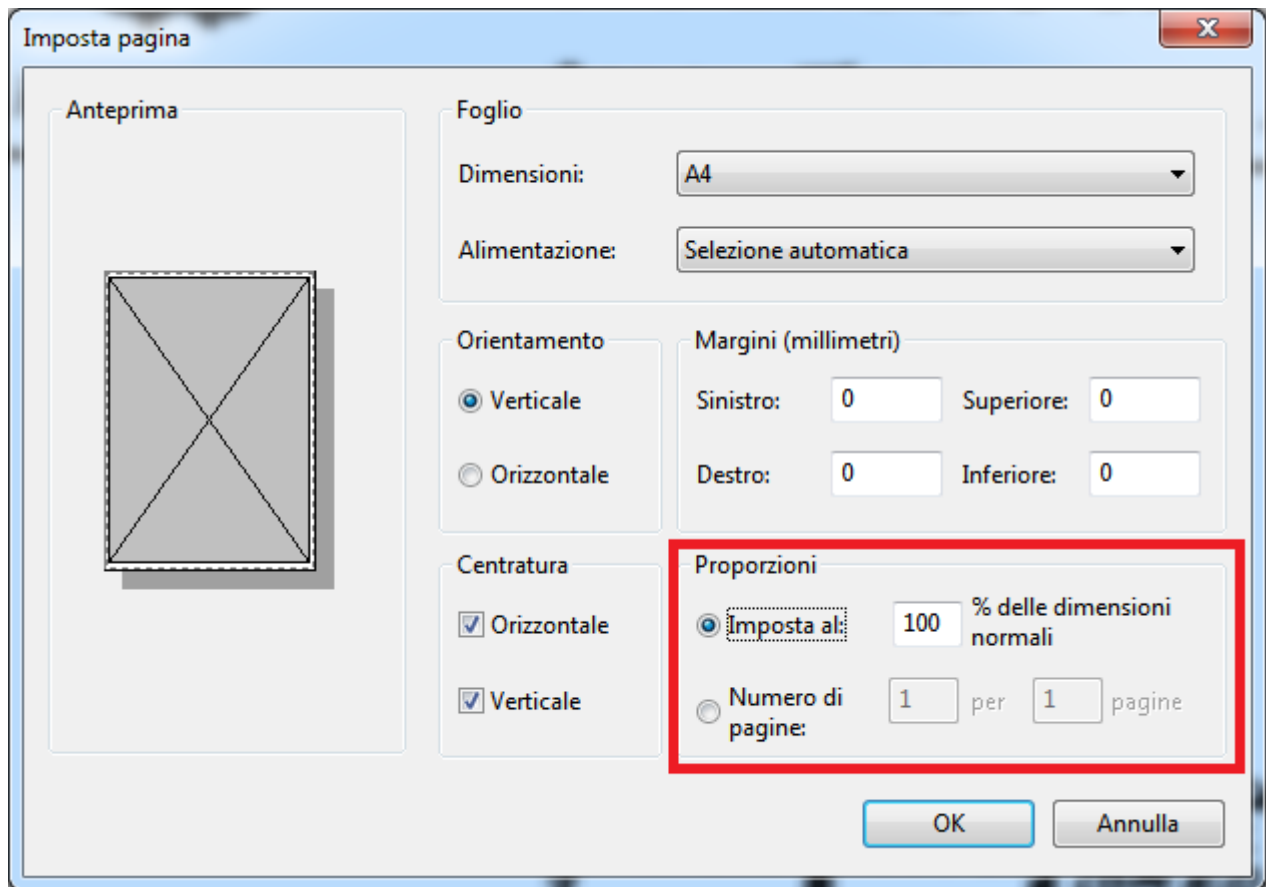 Imposta pagina
Anteprima
Foglio
Dimensioni: A4
Alimentazione: Selezione automatica
Orientamento
Verticale
Orizzontale
Margini (millimetri)
Sinistro: 0 Superiore: 0
Destro: 0 Inferiore: 0
Centratura
Orizzontale
Verticale
Proporzioni
Imposta al: 100 % delle dimensioni
normali
Numero di
pagine: 1 per 1 pagine
OK Annulla